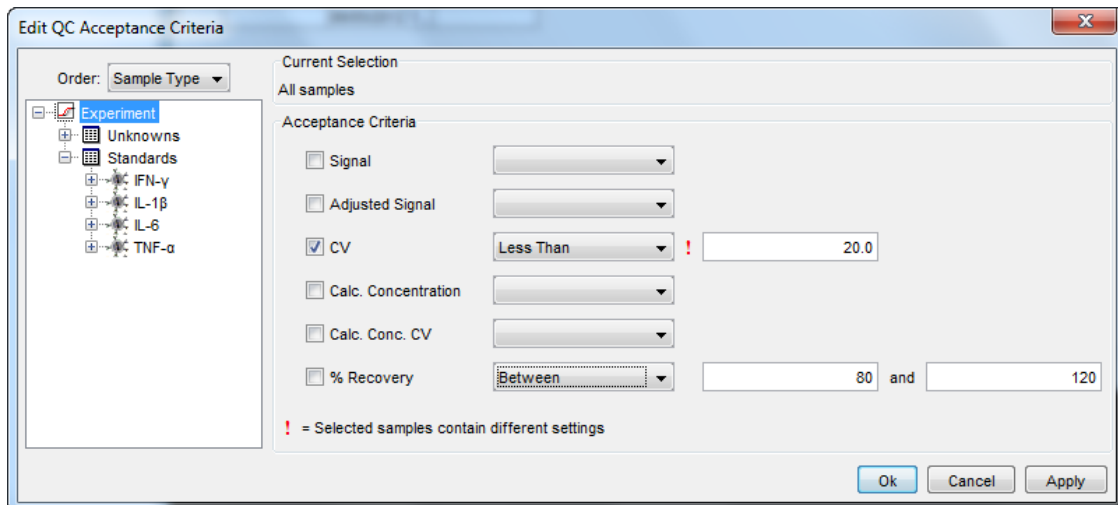 Edit QC Acceptance Criteria
x
Order: Sample Type
Experiment
Unknowns
Standards
IFN-γ
IL-1β
IL-6
TNF-α
Current Selection
All samples
Acceptance Criteria
Signal
Adjusted Signal
CV Less Than ! 20.0
Calc. Concentration
Calc. Conc. CV
% Recovery Between 80 and 120
! = Selected samples contain different settings
Ok Cancel Apply